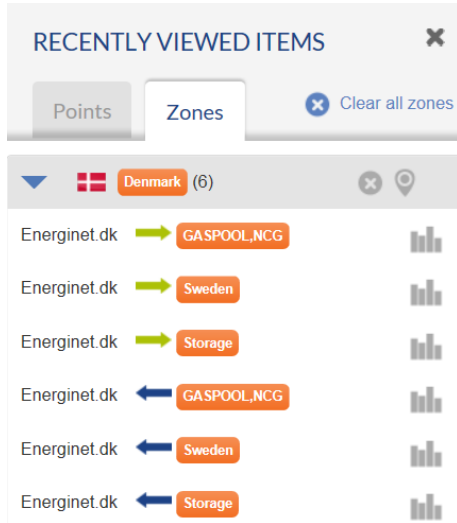 RECENTLY VIEWED ITEMS
Points Zones Clear all zones
Denmark (6)
Energinet.dk GASPOOL,NCG
Energinet.dk Sweden
Energinet.dk Storage
Energinet.dk GASPOOL,NCG
Energinet.dk Sweden
Energinet.dk Storage